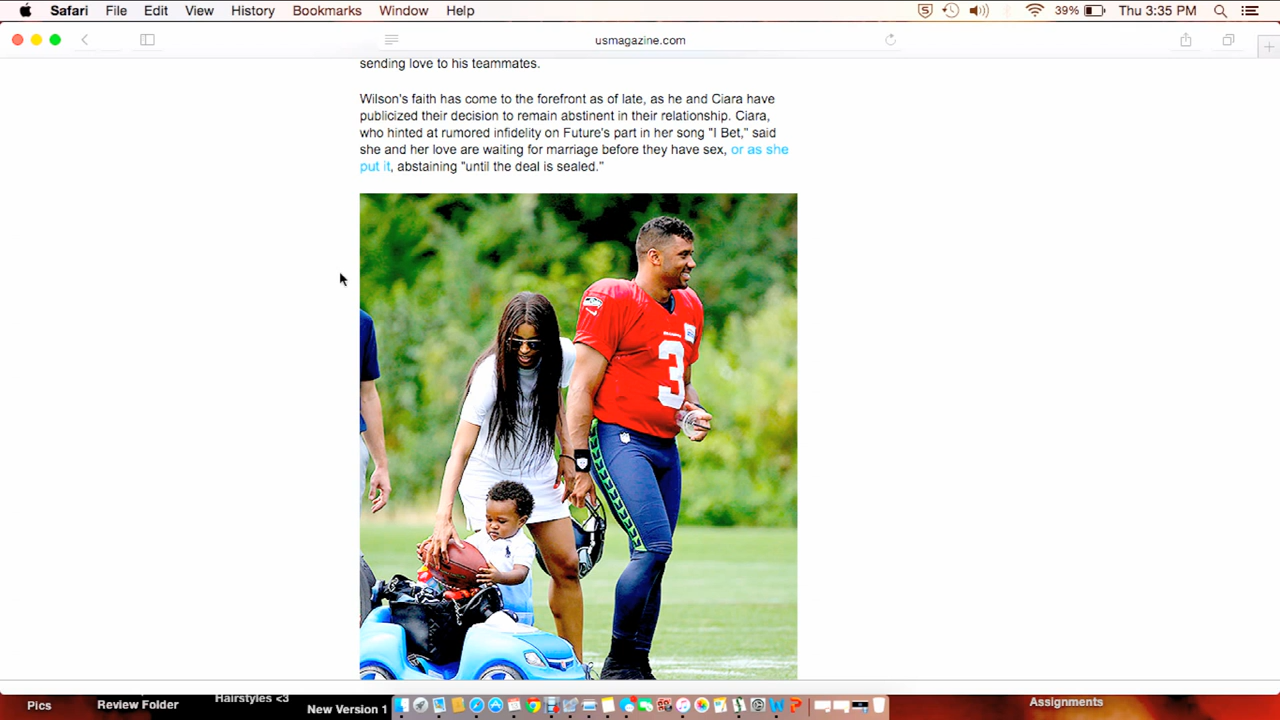 Safari File Edit View History Bookmarks Window Help 39% Thu 3:35 PM
usmagazine.com
sending love to his teammates.
Wilson's faith has come to the forefront as of late, as he and Ciara have
publicized their decision to remain abstinent in their relationship. Ciara,
who hinted at rumored infidelity on Future's part in her song "I Bet," said
she and her love are waiting for marriage before they have sex, or as she
put it, abstaining "until the deal is sealed."
3
Pics Review Folder Hairstyles <3 New Version 1 Assignments